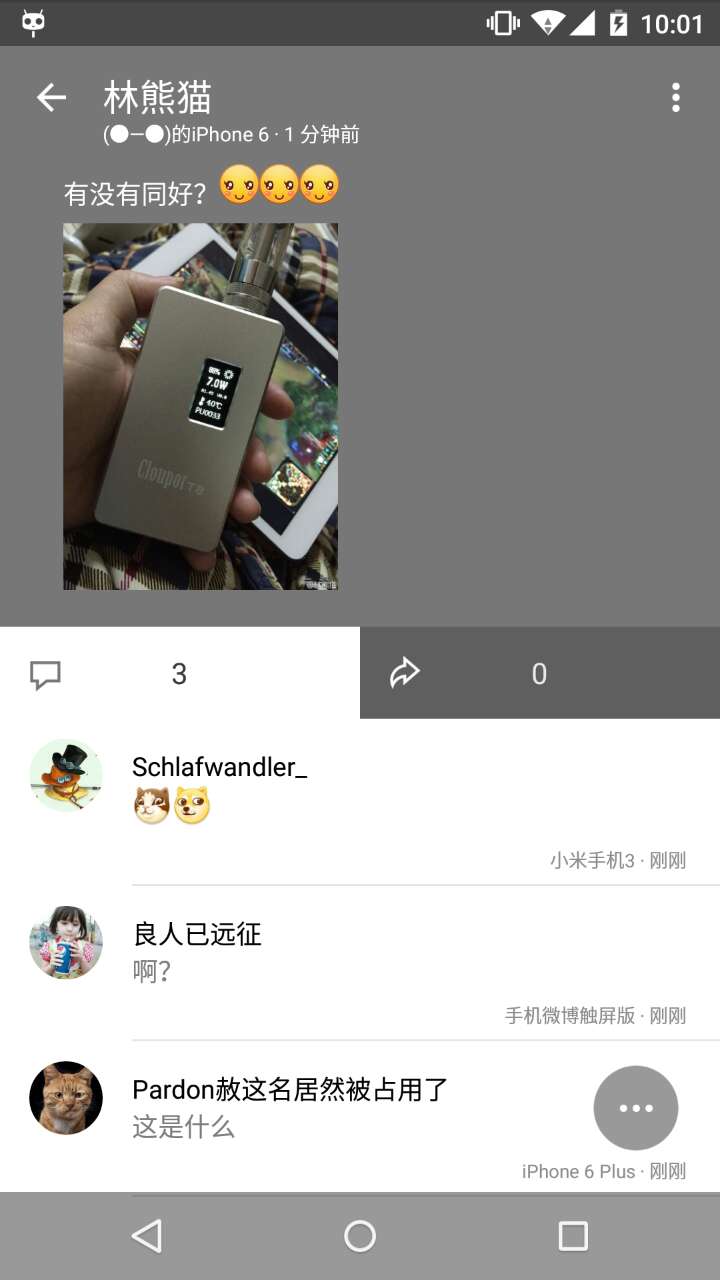 10:01
林熊猫
(●—●)的iPhone 6 · 1 分钟前
有没有同好？
7.0W
40℃
PU0033
Cloupor T8
3
0
Schlafwandler_
小米手机3 · 刚刚
良人已远征
啊？
手机微博触屏版 · 刚刚
Pardon赦这名居然被占用了
这是什么
iPhone 6 Plus · 刚刚